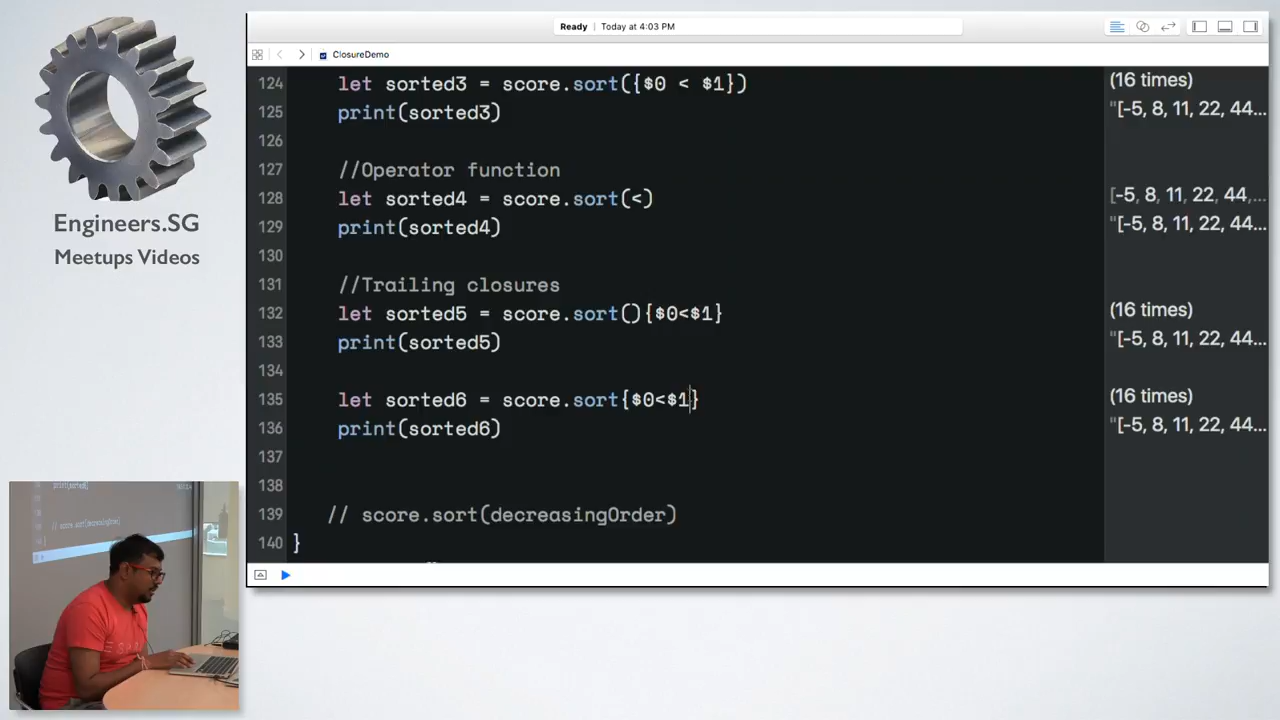 Engineers.SG
Meetups Videos
Ready | Today at 4:03 PM
ClosureDemo
124 let sorted3 = score.sort({$0 < $1}) (16 times)
125 print(sorted3) "[-5, 8, 11, 22, 44...
126
127 //Operator function
128 let sorted4 = score.sort(<) [-5, 8, 11, 22, 44,...
129 print(sorted4) "[-5, 8, 11, 22, 44...
130
131 //Trailing closures
132 let sorted5 = score.sort(){$0<$1} (16 times)
133 print(sorted5) "[-5, 8, 11, 22, 44...
134
135 let sorted6 = score.sort{$0<$1} (16 times)
136 print(sorted6) "[-5, 8, 11, 22, 44...
137
138
139 // score.sort(decreasingOrder)
140 }